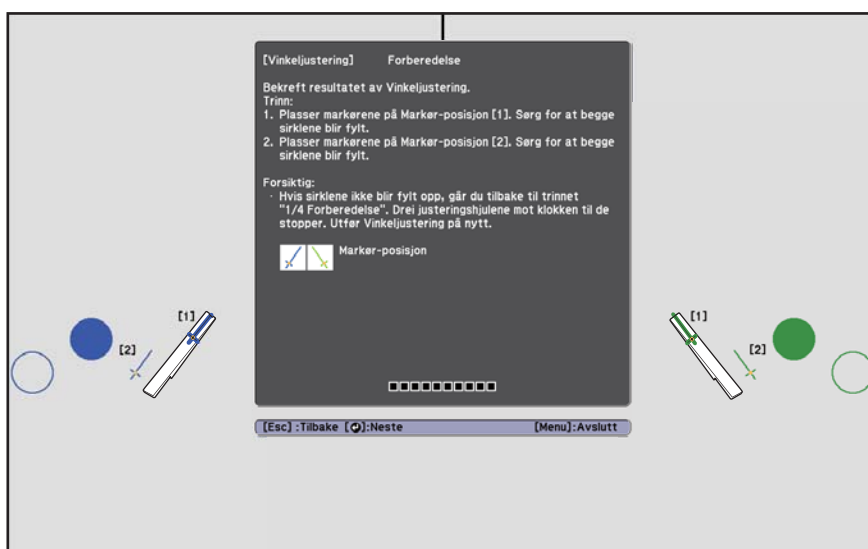 [Vinkeljustering] Forberedelse
Bekreft resultatet av Vinkeljustering.
Trinn:
1. Plasser markørene på Markør-posisjon [1]. Sørg for at begge
sirklene blir fylt.
2. Plasser markørene på Markør-posisjon [2]. Sørg for at begge
sirklene blir fylt.
Forsiktig:
· Hvis sirklene ikke blir fylt opp, går du tilbake til trinnet
"1/4 Forberedelse". Drei justeringshjulene mot klokken til de
stopper. Utfør Vinkeljustering på nytt.
Markør-posisjon
[1]
[2]
[1]
[2]
[Esc] :Tilbake [ ]:Neste [Menu]:Avslutt